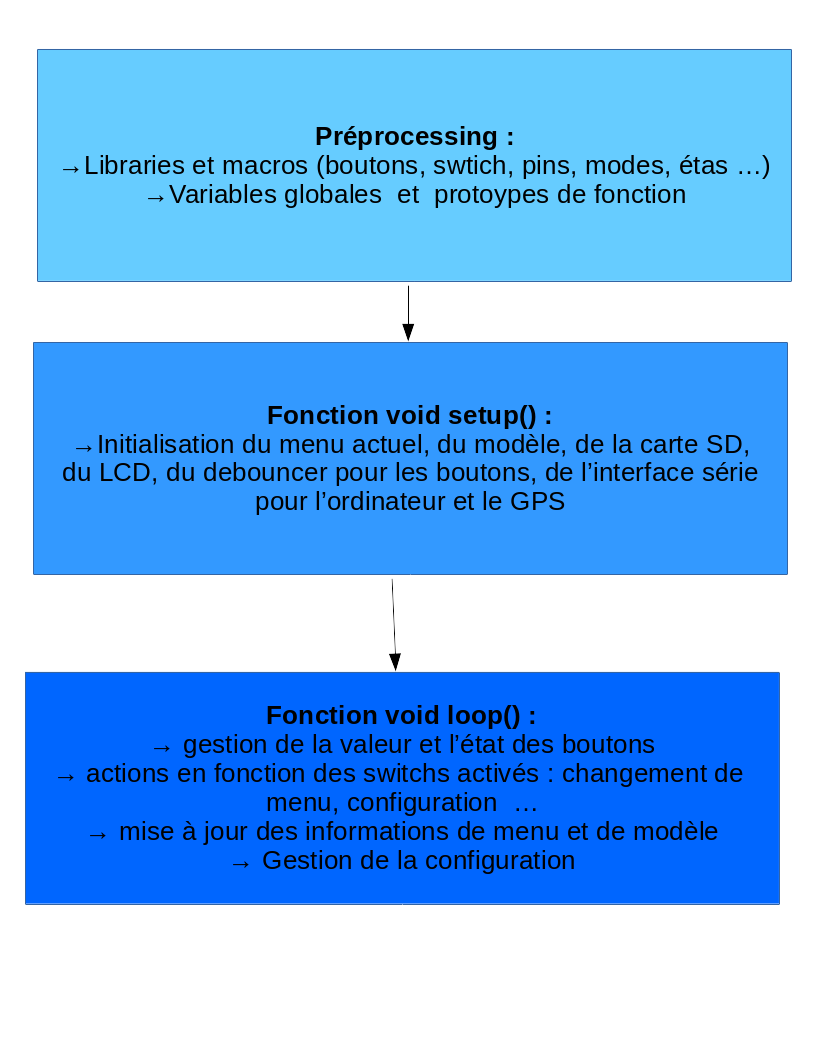 Préprocessing :
→Libraries et macros (boutons, swtich, pins, modes, étas …)
→Variables globales et protoypes de fonction
Fonction void setup() :
→Initialisation du menu actuel, du modèle, de la carte SD,
du LCD, du debouncer pour les boutons, de l’interface série
pour l’ordinateur et le GPS
Fonction void loop() :
→ gestion de la valeur et l’état des boutons
→ actions en fonction des switchs activés : changement de
menu, configuration …
→ mise à jour des informations de menu et de modèle
→ Gestion de la configuration